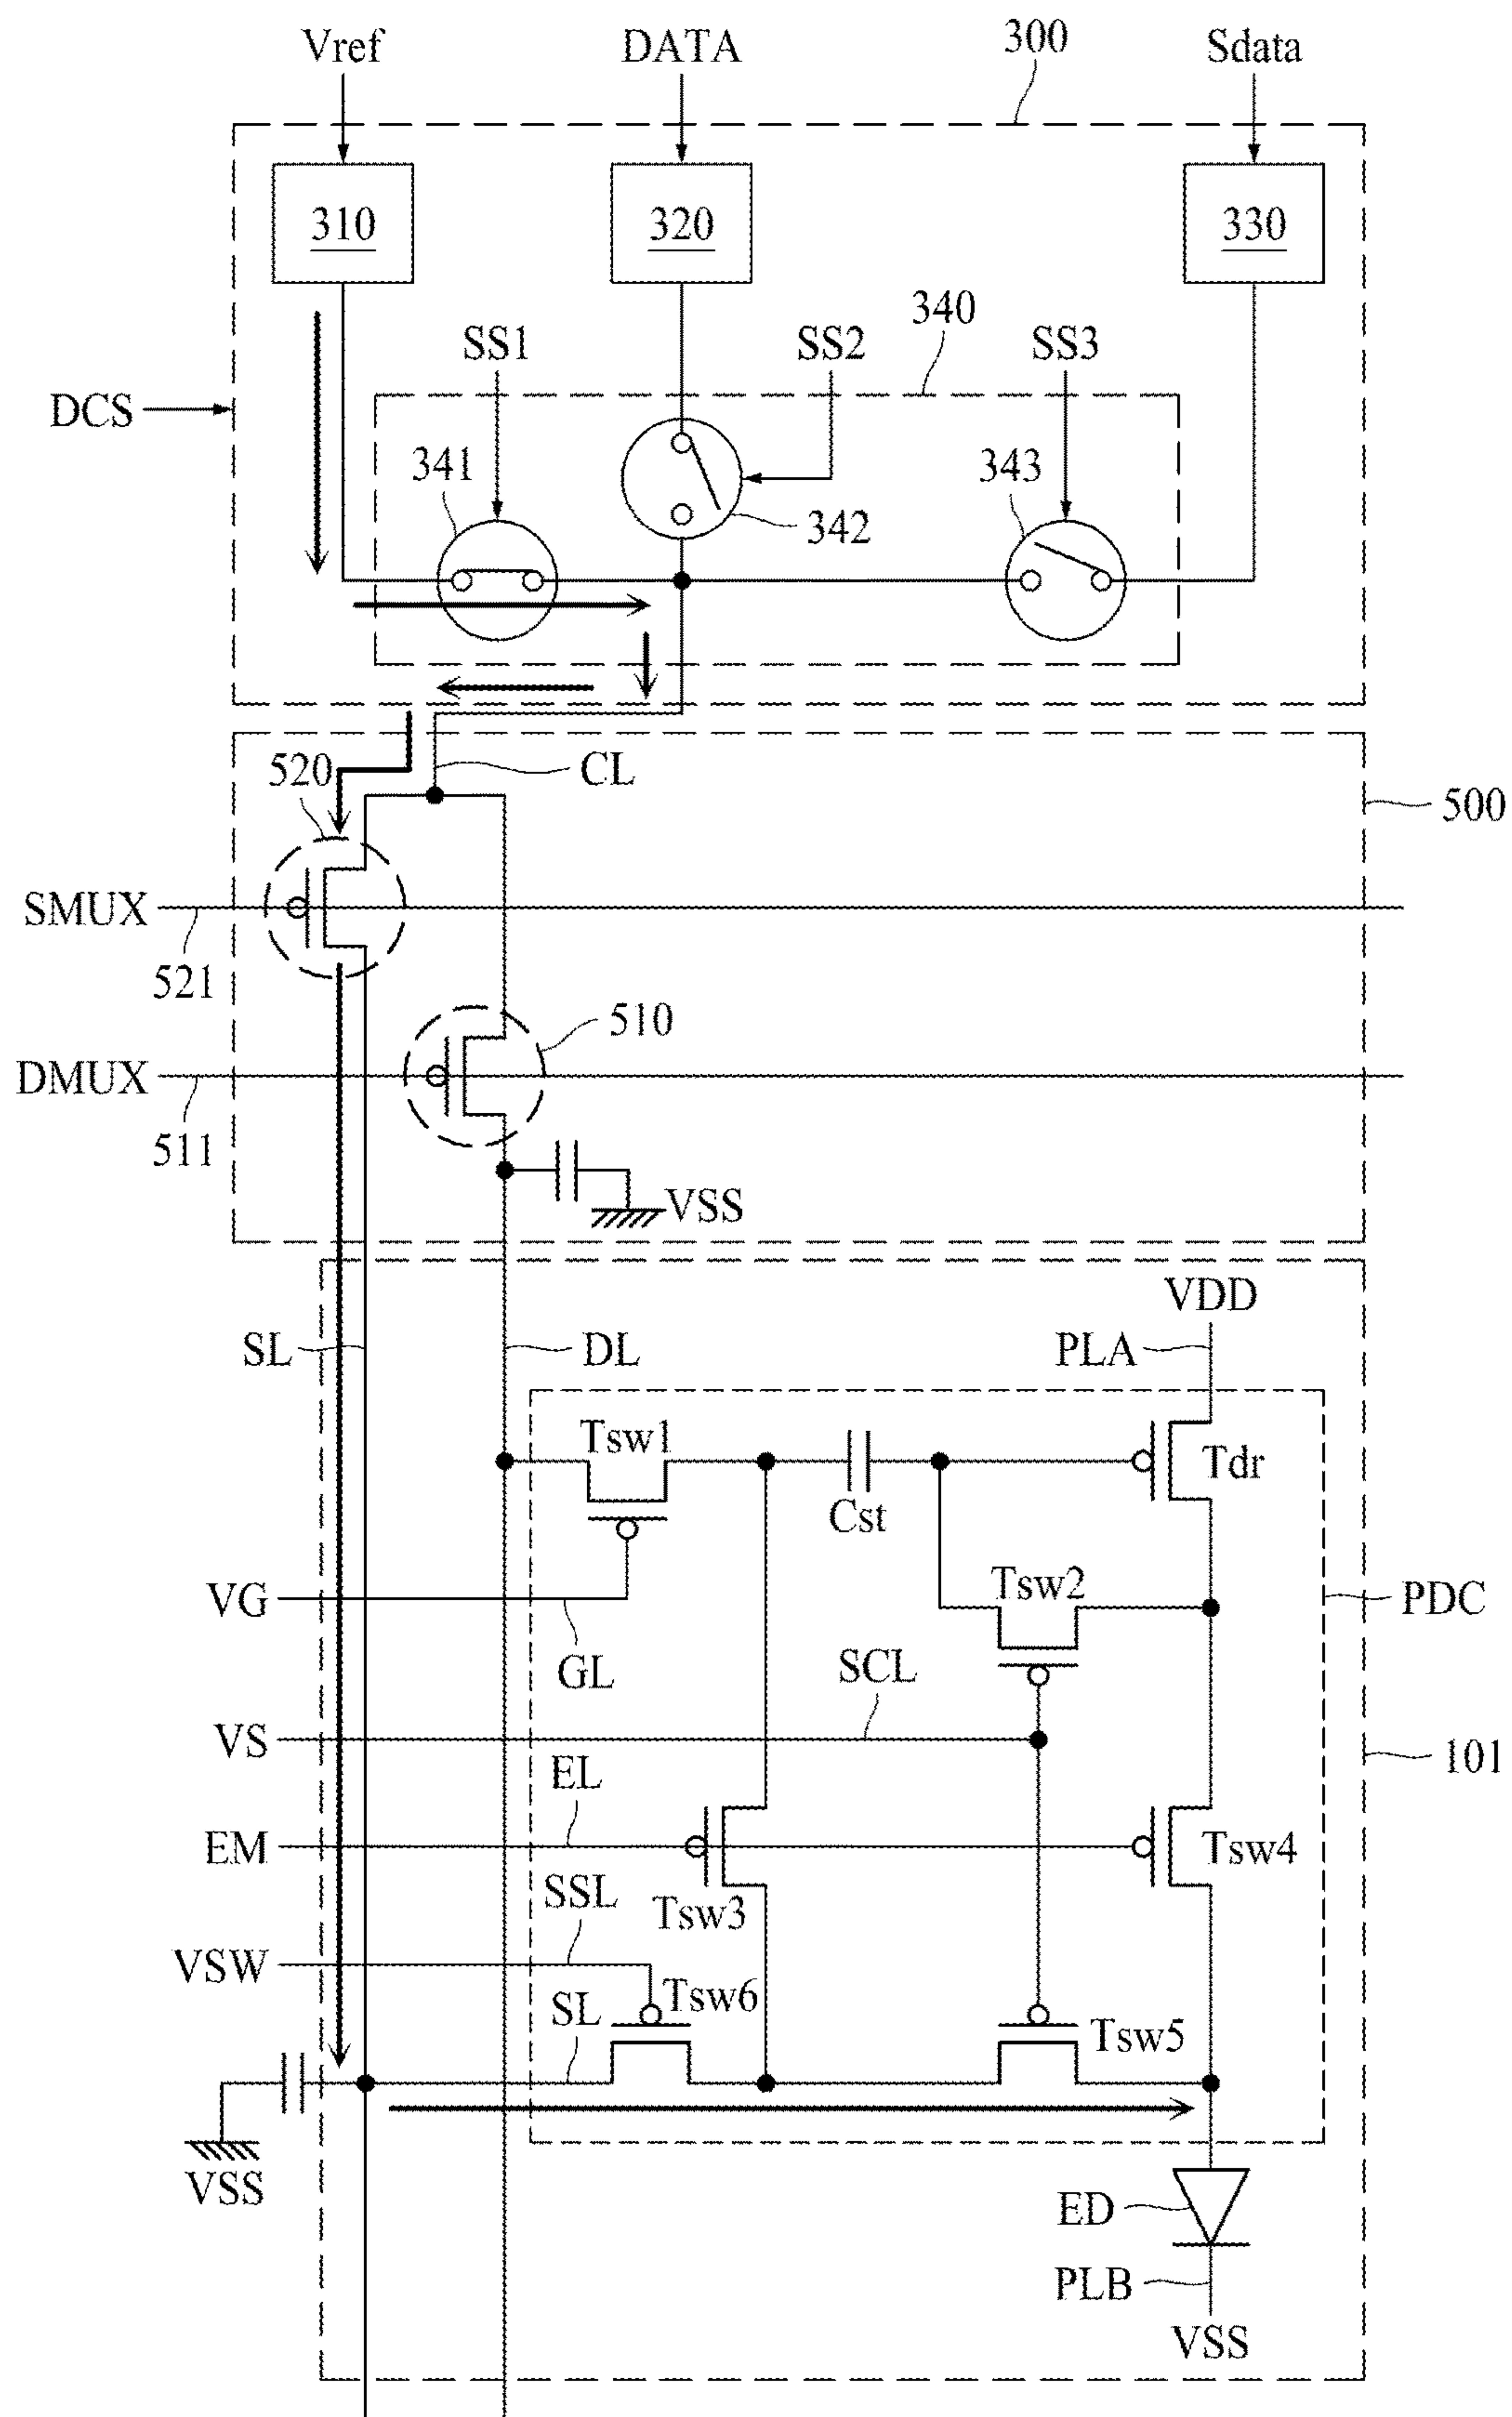 Vref DATA 300 Sdata
310 320 330
340
SS1 SS2 SS3
DCS
341 343
342
520 CL
500
SMUX
521
510
DMUX
511
VSS
VDD
SL DL PLA
Tsw1
Tdr
Cst
Tsw2
VG PDC
GL SCL
VS
EL 101
EM Tsw4
SSL
Tsw3
VSW
Tsw6
SL
Tsw5
VSS
ED
PLB
VSS